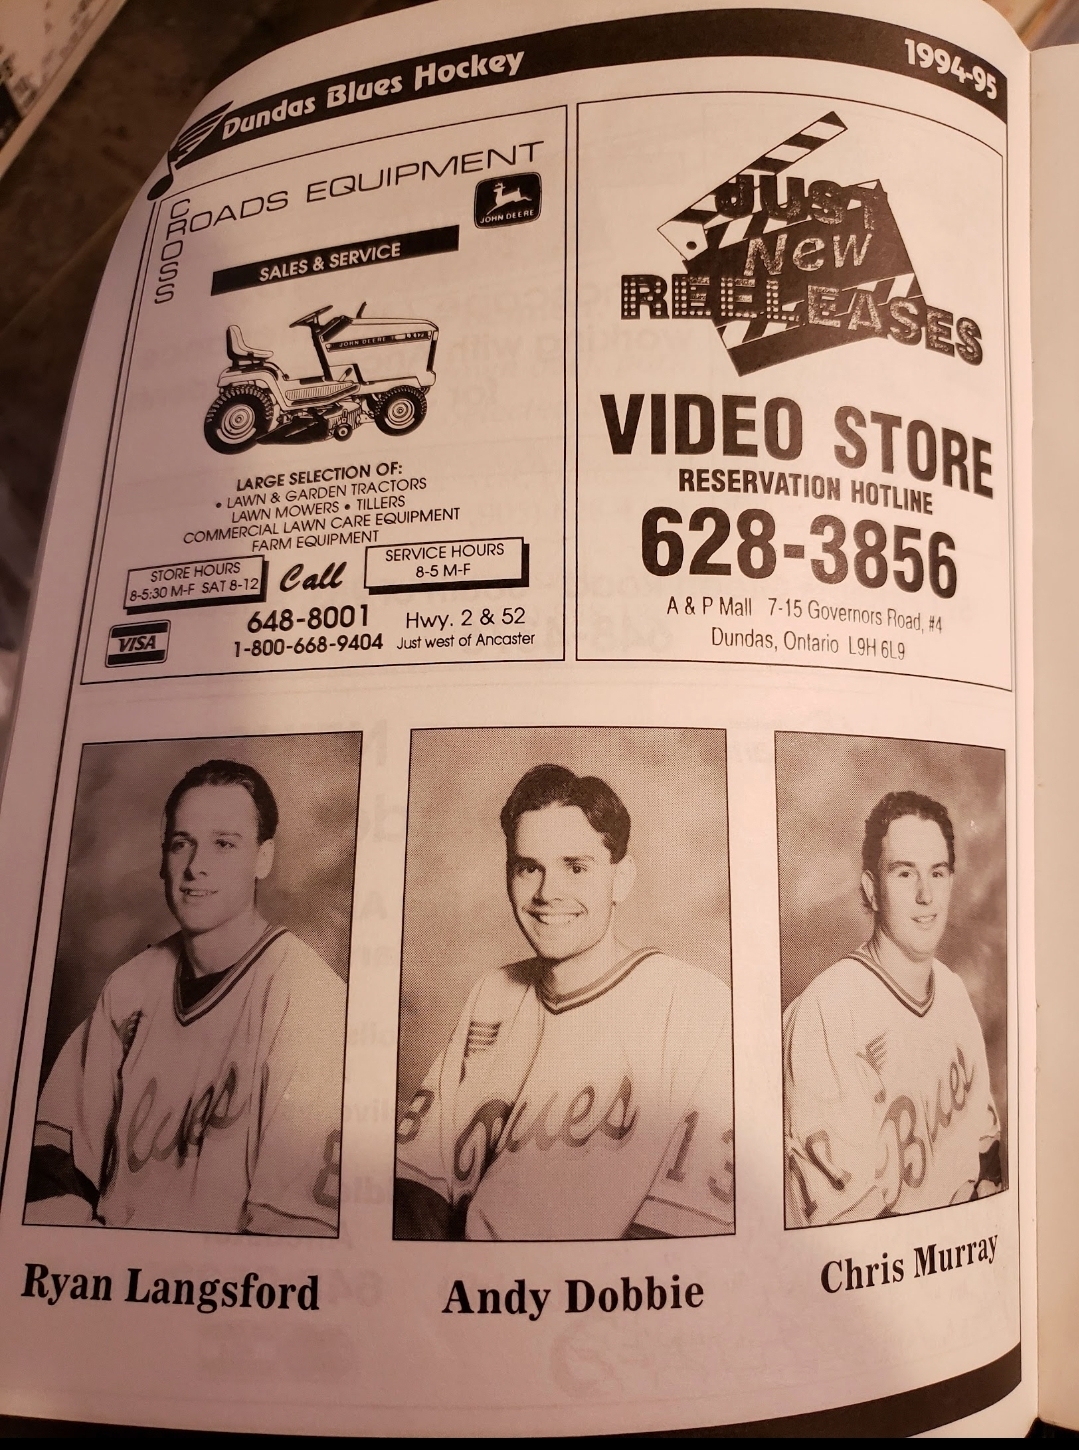 Dundas Blues Hockey
1994-95
CROSS
ROADS EQUIPMENT
JOHN DEERE
SALES & SERVICE
JOHN DEERE
LARGE SELECTION OF:
• LAWN & GARDEN TRACTORS
LAWN MOWERS • TILLERS
COMMERCIAL LAWN CARE EQUIPMENT
FARM EQUIPMENT
STORE HOURS
8-5:30 M-F SAT 8-12
Call
SERVICE HOURS
8-5 M-F
648-8001
1-800-668-9404
Hwy. 2 & 52
Just west of Ancaster
VISA
JUST
New
REELEASES
VIDEO STORE
RESERVATION HOTLINE
628-3856
A & P Mall 7-15 Governors Road, #4
Dundas, Ontario L9H 6L9
Blues
8
Blues
13
Blues
Ryan Langsford
Andy Dobbie
Chris Murray